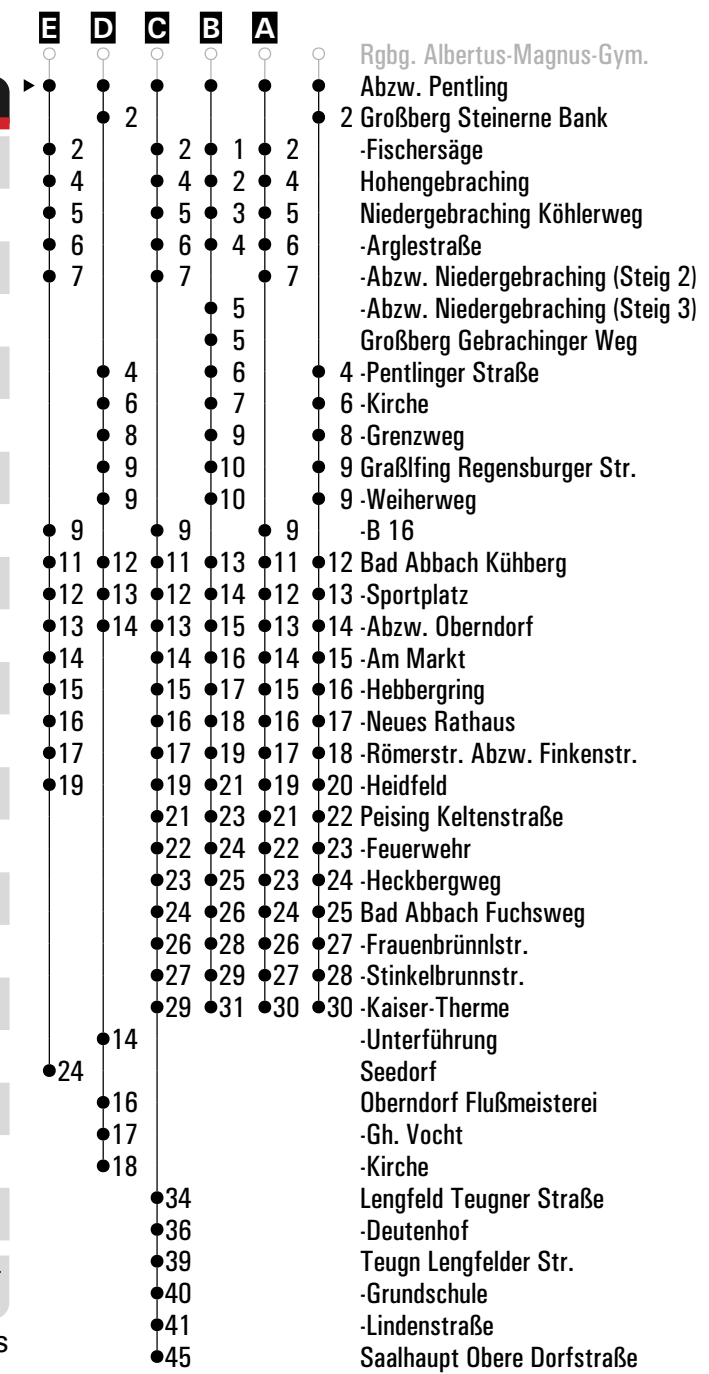 E D C B A
Rgbg. Albertus-Magnus-Gym.
Abzw. Pentling
2 2 Großberg Steinerne Bank
2 2 1 2 -Fischersäge
4 4 2 4 Hohengebraching
5 5 3 5 Niedergebraching Köhlerweg
6 6 4 6 -Arglestraße
7 7 7 -Abzw. Niedergebraching (Steig 2)
5 -Abzw. Niedergebraching (Steig 3)
5 Großberg Gebrachinger Weg
4 6 4 -Pentlinger Straße
6 7 6 -Kirche
8 9 8 -Grenzweg
9 10 9 Graßlfing Regensburger Str.
9 10 9 -Weiherweg
9 9 9 -B 16
11 12 11 13 11 12 Bad Abbach Kühberg
12 13 12 14 12 13 -Sportplatz
13 14 13 15 13 14 -Abzw. Oberndorf
14 14 16 14 15 -Am Markt
15 15 17 15 16 -Hebbergring
16 16 18 16 17 -Neues Rathaus
17 17 19 17 18 -Römerstr. Abzw. Finkenstr.
19 19 21 19 20 -Heidfeld
21 23 21 22 Peising Keltenstraße
22 24 22 23 -Feuerwehr
23 25 23 24 -Heckbergweg
24 26 24 25 Bad Abbach Fuchsweg
26 28 26 27 -Frauenbrünnlstr.
27 29 27 28 -Stinkelbrunnstr.
29 31 30 30 -Kaiser-Therme
14 -Unterführung
24 Seedorf
16 Oberndorf Flußmeisterei
17 -Gh. Vocht
18 -Kirche
34 Lengfeld Teugner Straße
36 -Deutenhof
39 Teugn Lengfelder Str.
40 -Grundschule
41 -Lindenstraße
s
45 Saalhaupt Obere Dorfstraße